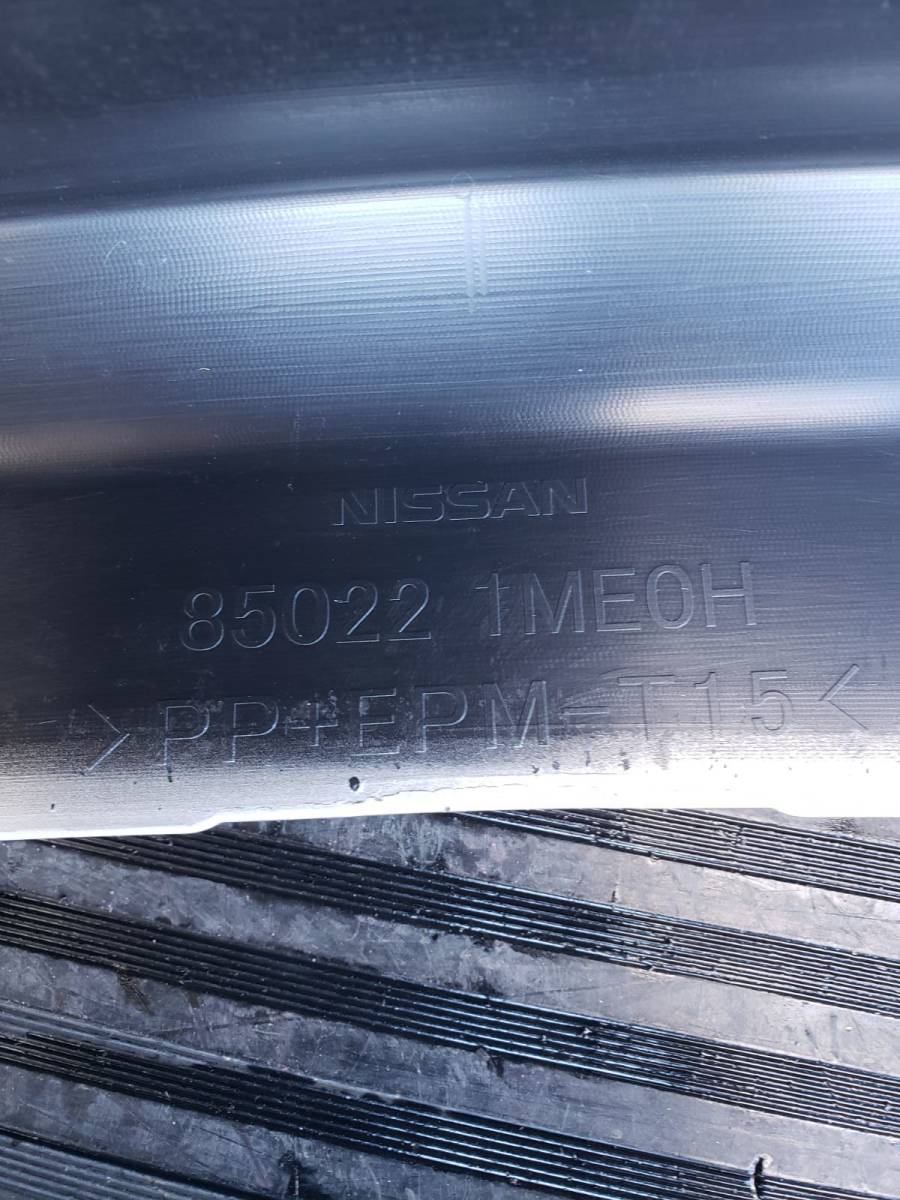 NISSAN
85022 1ME0H
>PP+EPM-T15<